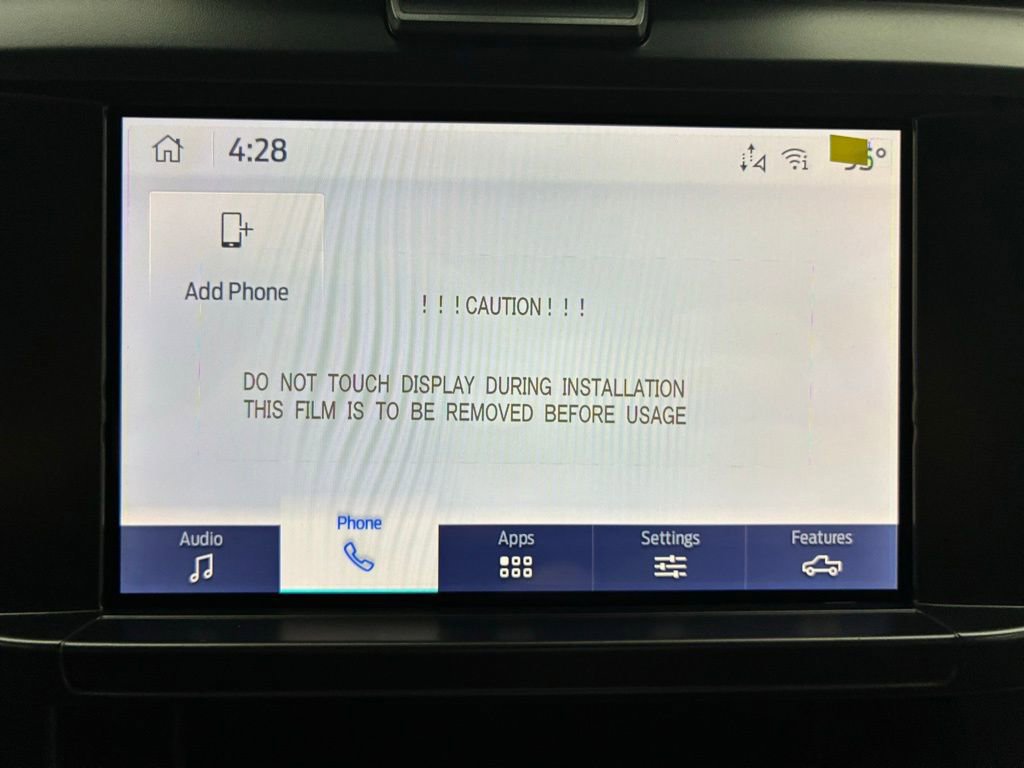 4:28
Add Phone
! ! ! CAUTION ! ! !
DO NOT TOUCH DISPLAY DURING INSTALLATION
THIS FILM IS TO BE REMOVED BEFORE USAGE
Audio
Phone
Apps
Settings
Features